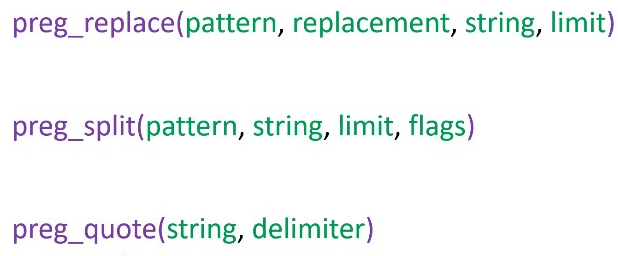 preg_replace(pattern, replacement, string, limit)
preg_split(pattern, string, limit, flags)
preg_quote(string, delimiter)